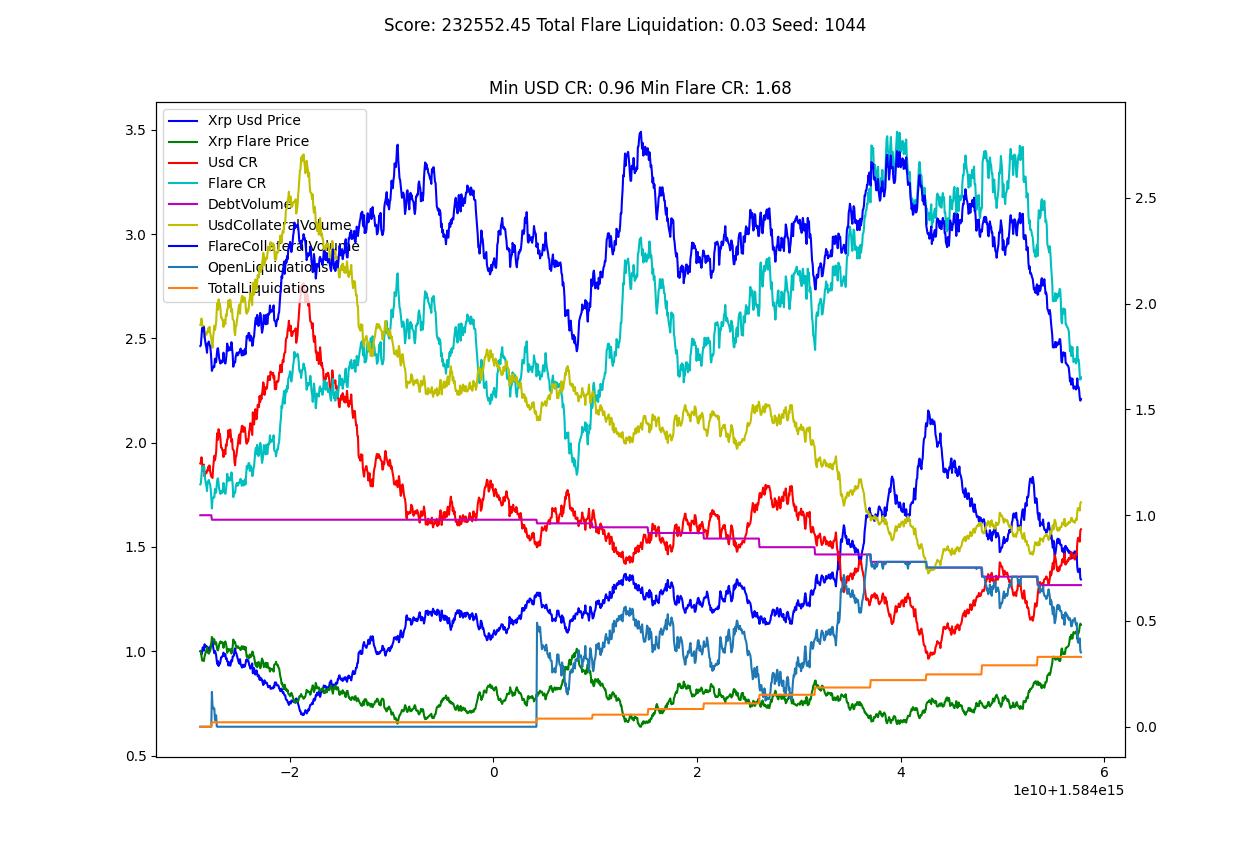 Score: 232552.45 Total Flare Liquidation: 0.03 Seed: 1044
Min USD CR: 0.96 Min Flare CR: 1.68
Xrp Usd Price
Xrp Flare Price
Usd CR
Flare CR
DebtVolume
UsdCollateralVolume
FlareCollateralVolume
OpenLiquidations
TotalLiquidations
3.5
3.0
2.5
2.0
1.5
1.0
0.5
2.5
2.0
1.5
1.0
0.5
0.0
−2
0
2
4
6
1e10+1.584e15